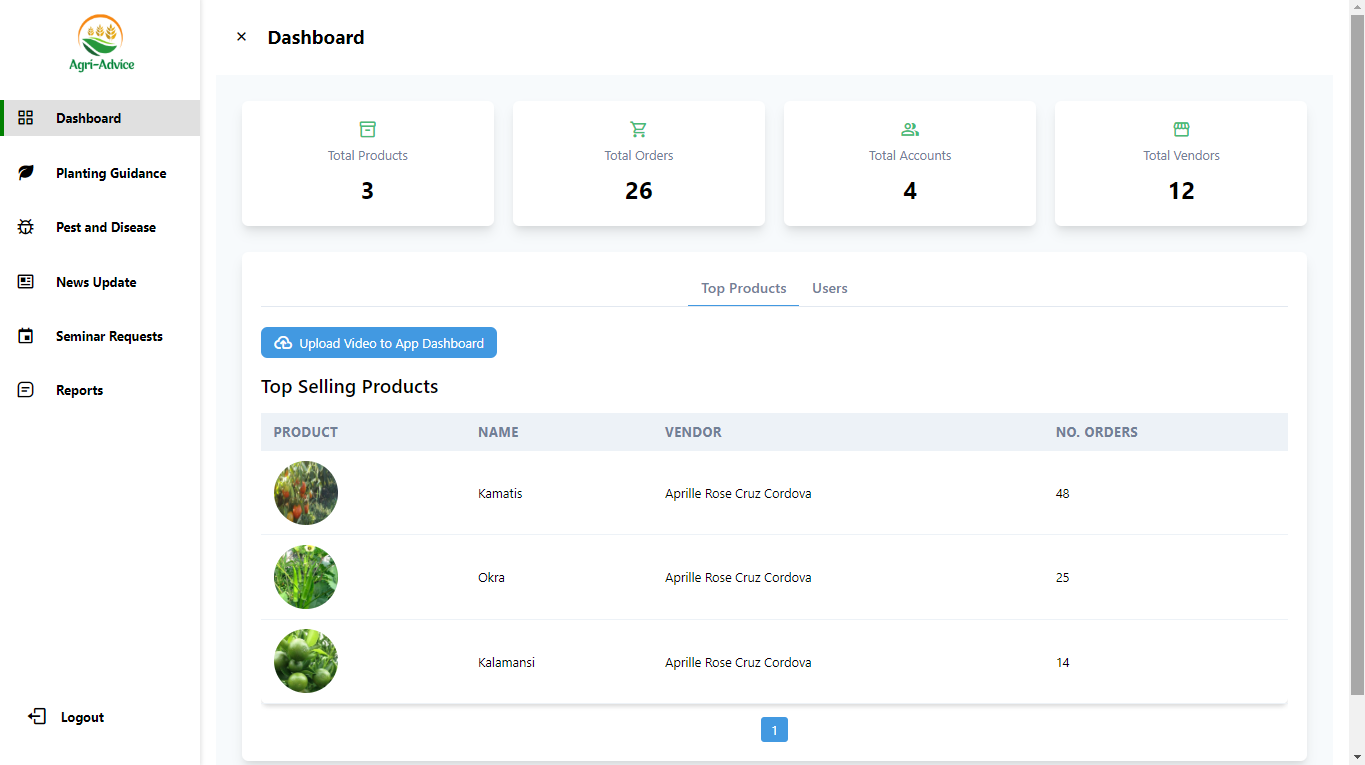 Agri-Advice
Dashboard
Planting Guidance
Pest and Disease
News Update
Seminar Requests
Reports
Logout
× Dashboard
Total Products
3
Total Orders
26
Total Accounts
4
Total Vendors
12
Top Products Users
Upload Video to App Dashboard
Top Selling Products
PRODUCT NAME VENDOR NO. ORDERS
Kamatis Aprille Rose Cruz Cordova 48
Okra Aprille Rose Cruz Cordova 25
Kalamansi Aprille Rose Cruz Cordova 14
1